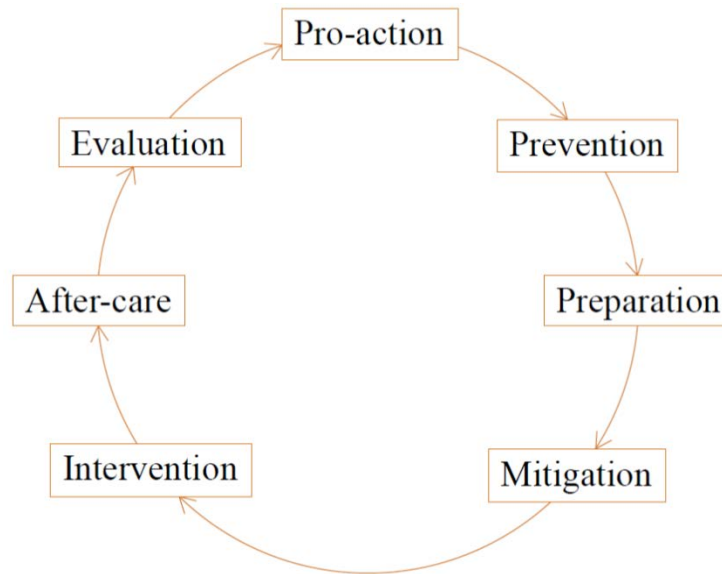 Pro-action
Prevention
Preparation
Mitigation
Intervention
After-care
Evaluation